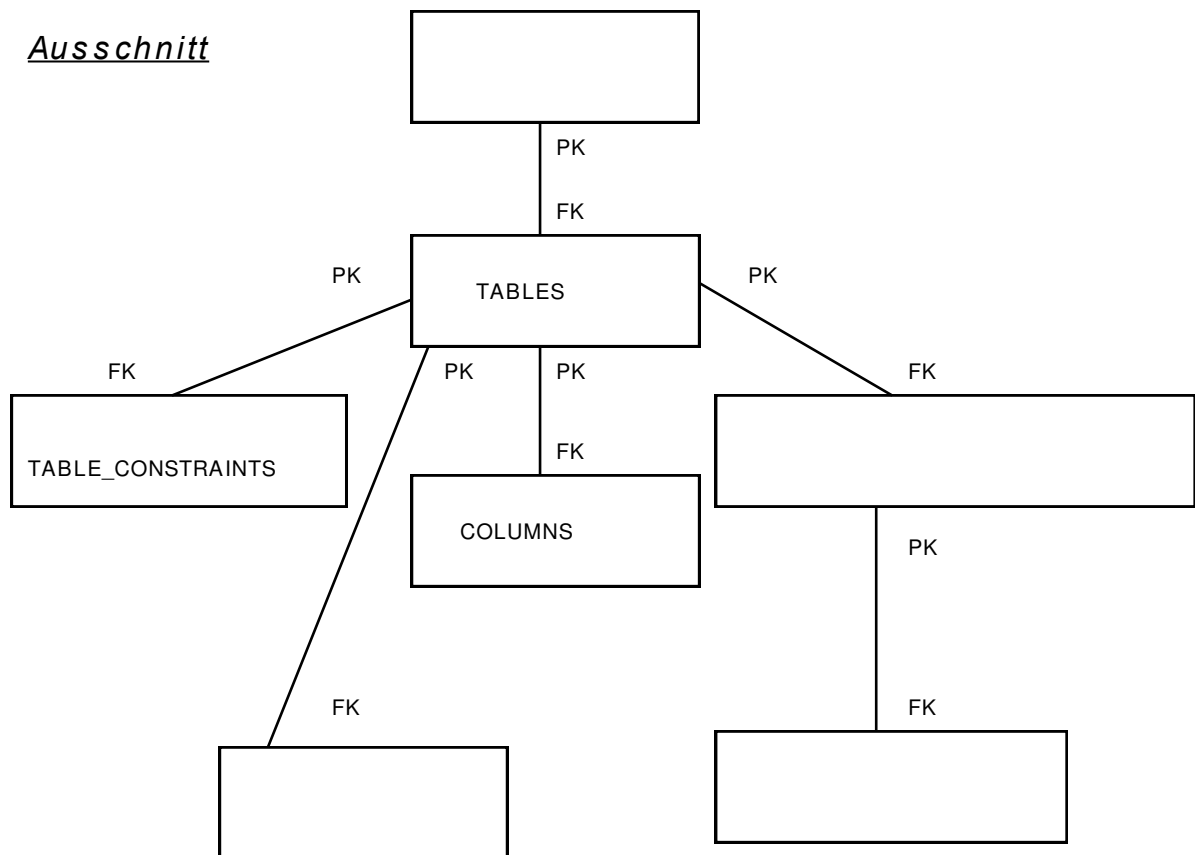 Ausschnitt
PK
FK
PK
TABLES
PK
FK
PK
PK
FK
FK
TABLE_CONSTRAINTS
COLUMNS
PK
FK
FK